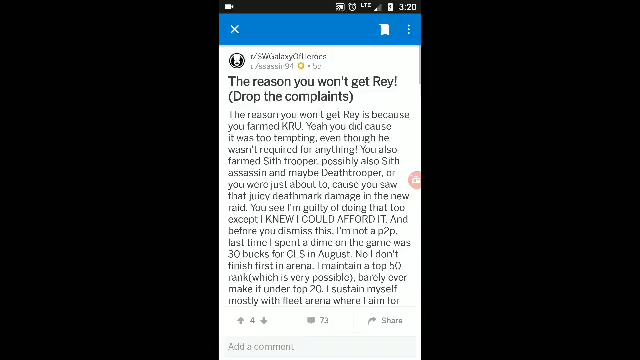 LTE 3:20
r/SWGalaxyOfHeroes
u/ssassin94 • 5d
The reason you won't get Rey!
(Drop the complaints)
The reason you won't get Rey is because
you farmed KRU. Yeah you did cause
it was too tempting, even though he
wasn't required for anything! You also
farmed Sith trooper, possibly also Sith
assassin and maybe Deathtrooper, or
you were just about to, cause you saw
that juicy deathmark damage in the new
raid. You see I'm guilty of doing that too
except I KNEW I COULD AFFORD IT. And
before you dismiss this, I'm not a p2p,
last time I spent a dime on the game was
30 bucks for CLS in August. No I don't
finish first in arena. I maintain a top 50
rank(which is very possible), barely ever
make it under top 20. I sustain myself
mostly with fleet arena where I aim for
4 73 Share
Add a comment